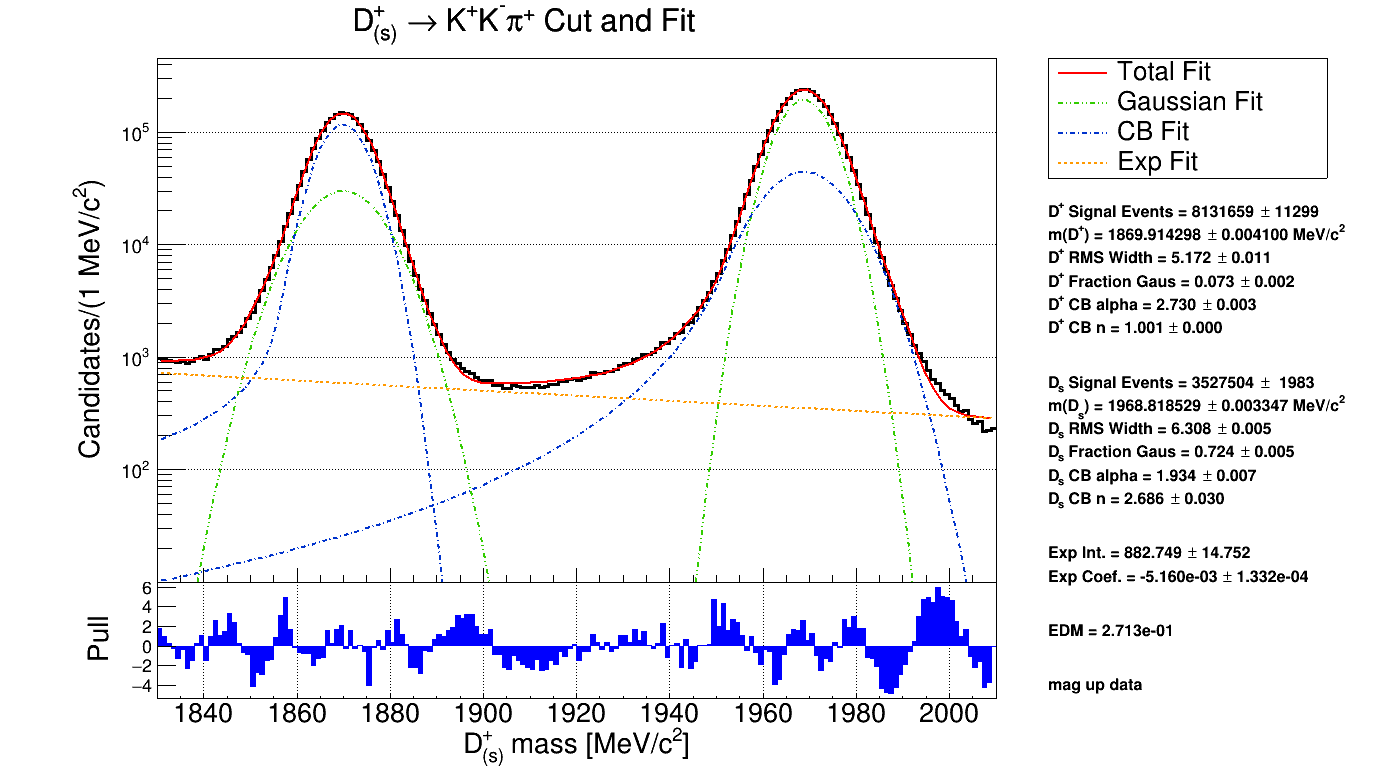 D⁺₍ₛ₎ → K⁺K⁻π⁺ Cut and Fit
Candidates/(1 MeV/c²)
10⁵
10⁴
10³
10²
Total Fit
Gaussian Fit
CB Fit
Exp Fit
D⁺ Signal Events = 8131659 ± 11299
m(D⁺) = 1869.914298 ± 0.004100 MeV/c²
D⁺ RMS Width = 5.172 ± 0.011
D⁺ Fraction Gaus = 0.073 ± 0.002
D⁺ CB alpha = 2.730 ± 0.003
D⁺ CB n = 1.001 ± 0.000
Dₛ Signal Events = 3527504 ± 1983
m(Dₛ) = 1968.818529 ± 0.003347 MeV/c²
Dₛ RMS Width = 6.308 ± 0.005
Dₛ Fraction Gaus = 0.724 ± 0.005
Dₛ CB alpha = 1.934 ± 0.007
Dₛ CB n = 2.686 ± 0.030
Exp Int. = 882.749 ± 14.752
Exp Coef. = -5.160e-03 ± 1.332e-04
EDM = 2.713e-01
mag up data
Pull
6
4
2
0
−2
−4
1840 1860 1880 1900 1920 1940 1960 1980 2000
D⁺₍ₛ₎ mass [MeV/c²]